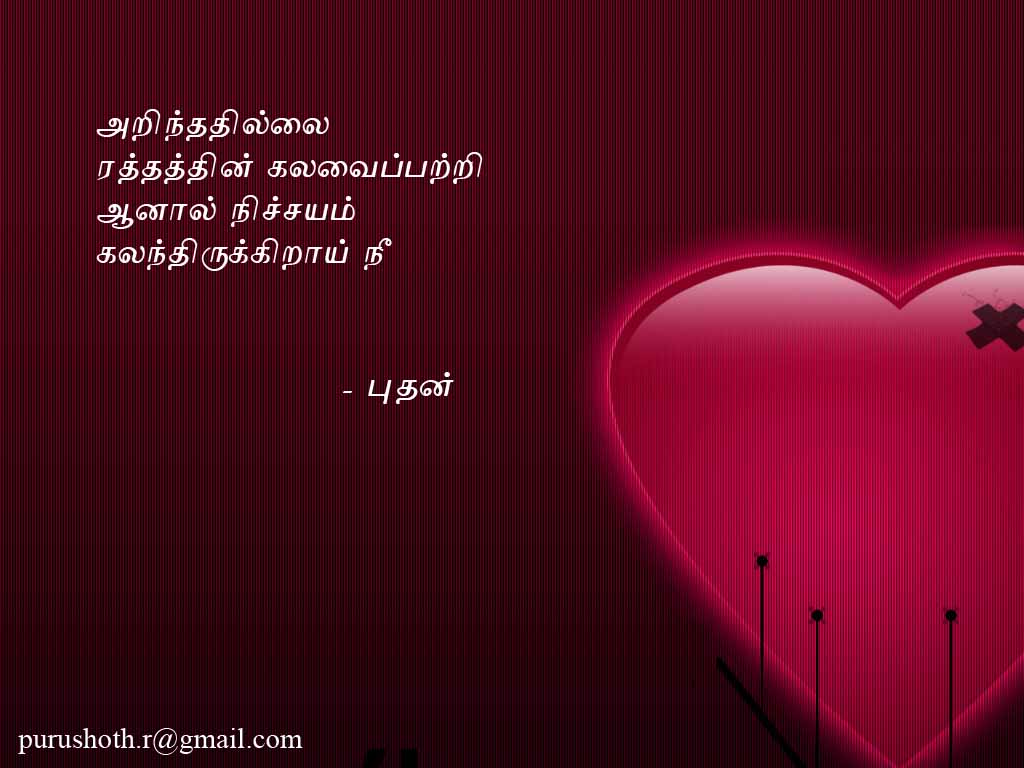 அறிந்ததில்லை
ரத்தத்தின் கலவைப்பற்றி
ஆனால் நிச்சயம்
கலந்திருக்கிறாய் நீ
- புதன்
purushoth.r@gmail.com